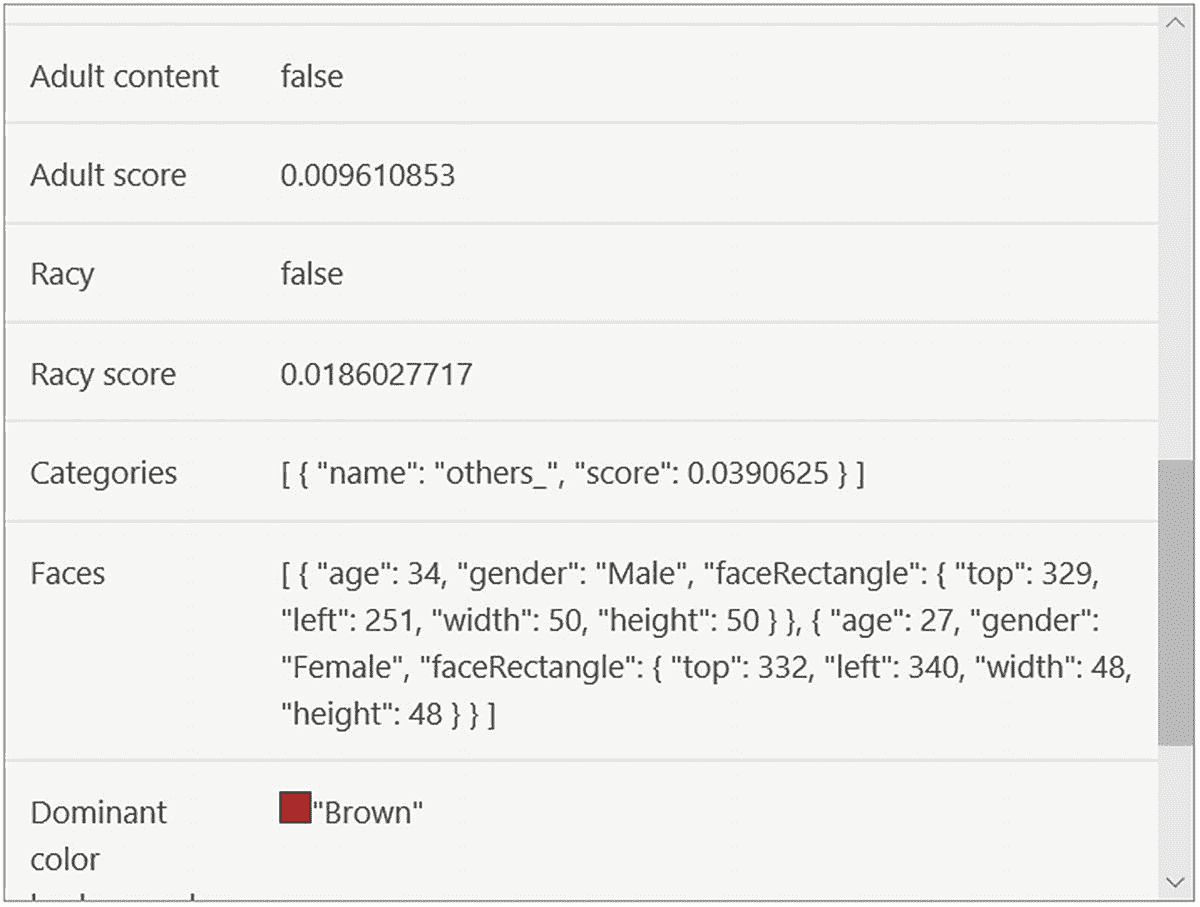 Adult content false
Adult score 0.009610853
Racy false
Racy score 0.0186027717
Categories [ { "name": "others_", "score": 0.0390625 } ]
Faces [ { "age": 34, "gender": "Male", "faceRectangle": { "top": 329,
"left": 251, "width": 50, "height": 50 } }, { "age": 27, "gender":
"Female", "faceRectangle": { "top": 332, "left": 340, "width": 48,
"height": 48 } } ]
Dominant "Brown"
color